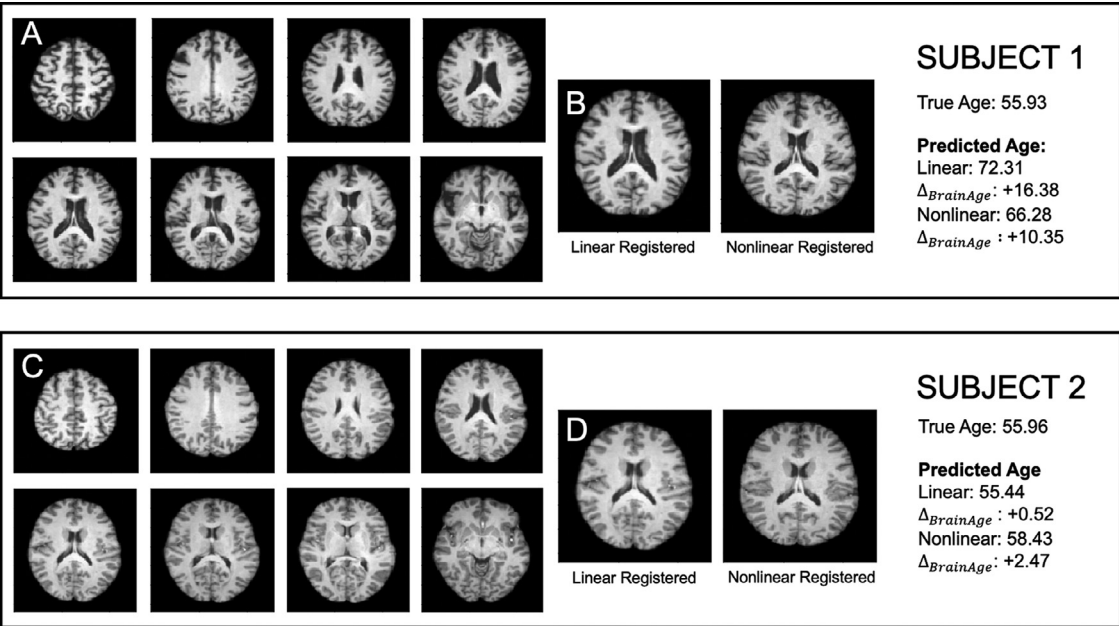 A
B
Linear Registered
Nonlinear Registered
SUBJECT 1
True Age: 55.93
Predicted Age:
Linear: 72.31
Δ_BrainAge: +16.38
Nonlinear: 66.28
Δ_BrainAge : +10.35
C
D
Linear Registered
Nonlinear Registered
SUBJECT 2
True Age: 55.96
Predicted Age
Linear: 55.44
Δ_BrainAge : +0.52
Nonlinear: 58.43
Δ_BrainAge : +2.47